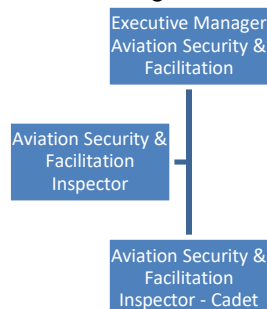 Executive Manager
Aviation Security &
Facilitation
Aviation Security &
Facilitation
Inspector
Aviation Security &
Facilitation
Inspector - Cadet